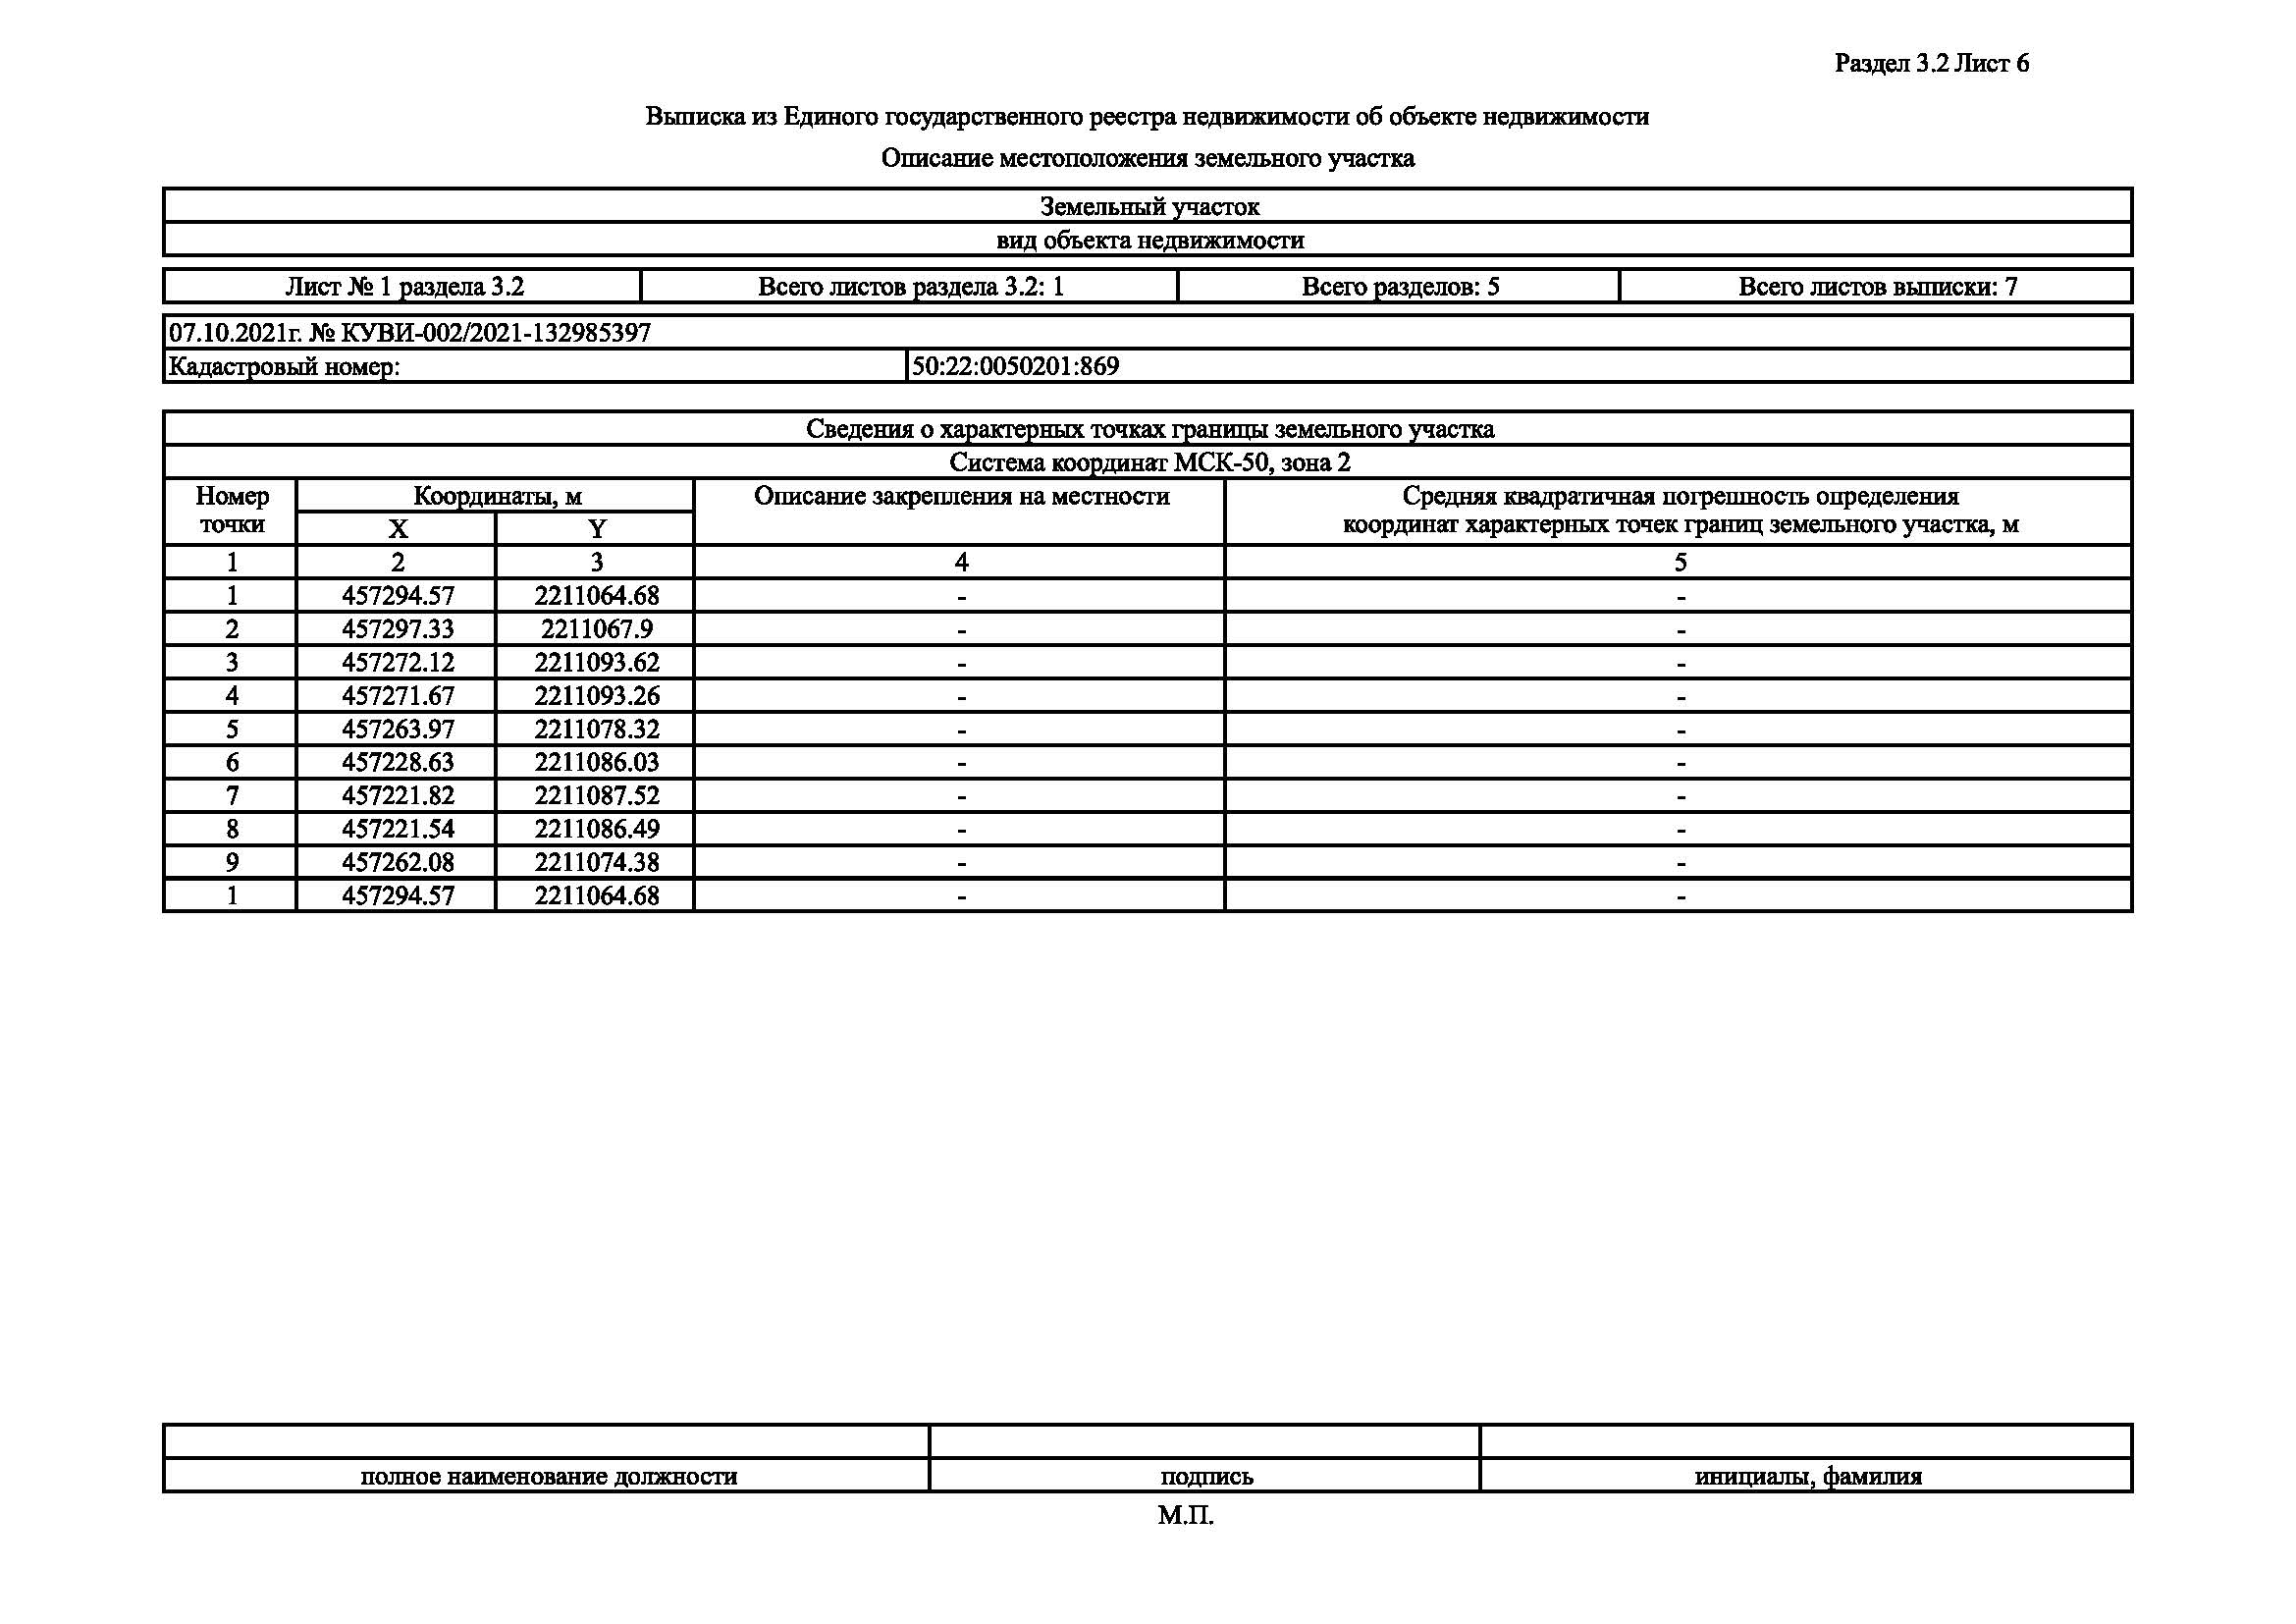 Раздел 3.2 Лист 6
Выписка из Единого государственного реестра недвижимости об объекте недвижимости
Описание местоположения земельного участка
Земельный участок
вид объекта недвижимости
Лист № 1 раздела 3.2 Всего листов раздела 3.2: 1 Всего разделов: 5 Всего листов выписки: 7
07.10.2021г. № КУВИ-002/2021-132985397
Кадастровый номер: 50:22:0050201:869
Сведения о характерных точках границы земельного участка
Система координат МСК-50, зона 2
Номер точки Координаты, м Описание закрепления на местности Средняя квадратичная погрешность определения координат характерных точек границ земельного участка, м
X Y
1 2 3 4 5
1 457294.57 2211064.68 - -
2 457297.33 2211067.9 - -
3 457272.12 2211093.62 - -
4 457271.67 2211093.26 - -
5 457263.97 2211078.32 - -
6 457228.63 2211086.03 - -
7 457221.82 2211087.52 - -
8 457221.54 2211086.49 - -
9 457262.08 2211074.38 - -
1 457294.57 2211064.68 - -
полное наименование должности подпись инициалы, фамилия
М.П.